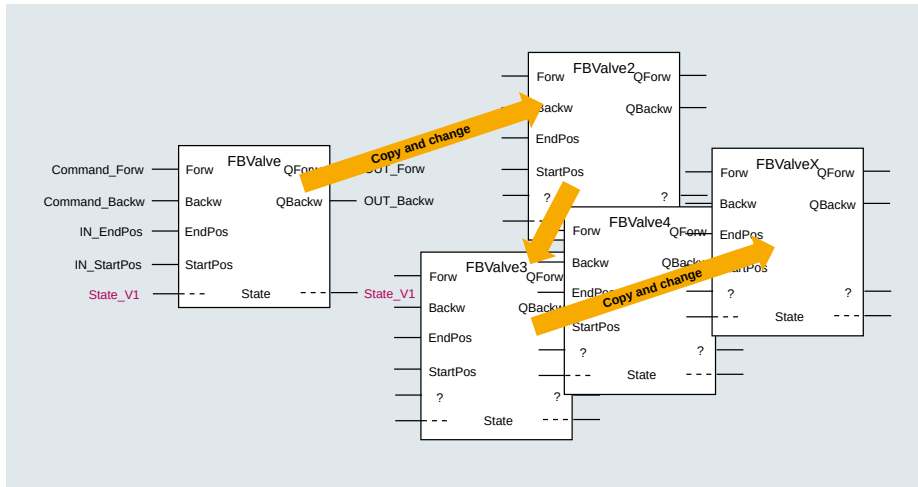 FBValve
Command_Forw
Forw
QForw
OUT_Forw
Command_Backw
Backw
QBackw
OUT_Backw
IN_EndPos
EndPos
IN_StartPos
StartPos
State_V1
State
State_V1
Copy and change
FBValve2
Forw
QForw
Backw
QBackw
EndPos
StartPos
?
?
FBValve3
Forw
QForw
Backw
QBackw
EndPos
StartPos
?
?
State
FBValve4
Forw
QForw
Backw
QBackw
EndPos
StartPos
?
?
State
Copy and change
FBValveX
Forw
QForw
Backw
QBackw
EndPos
StartPos
?
?
State